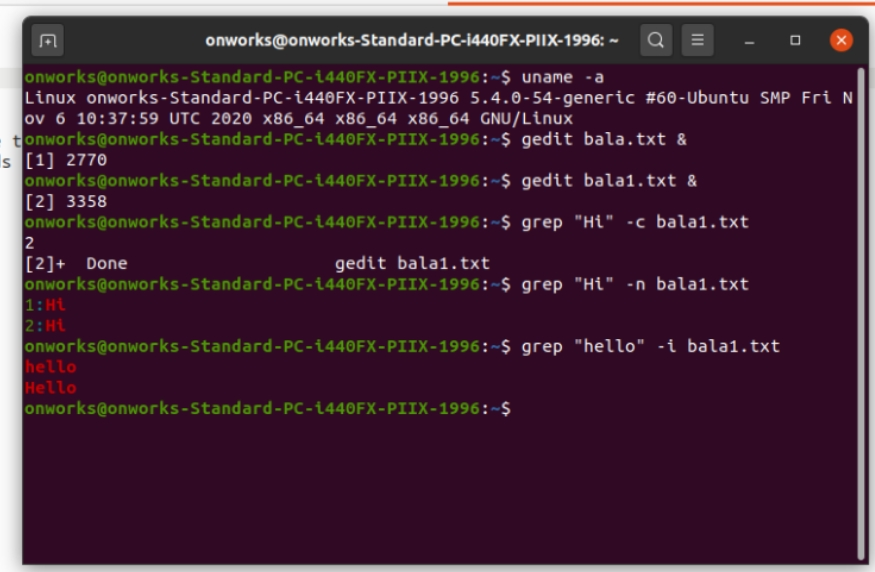 onworks@onworks-Standard-PC-i440FX-PIIX-1996: ~
onworks@onworks-Standard-PC-i440FX-PIIX-1996:~$ uname -a
Linux onworks-Standard-PC-i440FX-PIIX-1996 5.4.0-54-generic #60-Ubuntu SMP Fri N
ov 6 10:37:59 UTC 2020 x86_64 x86_64 x86_64 GNU/Linux
onworks@onworks-Standard-PC-i440FX-PIIX-1996:~$ gedit bala.txt &
[1] 2770
onworks@onworks-Standard-PC-i440FX-PIIX-1996:~$ gedit bala1.txt &
[2] 3358
onworks@onworks-Standard-PC-i440FX-PIIX-1996:~$ grep "Hi" -c bala1.txt
2
[2]+  Done                    gedit bala1.txt
onworks@onworks-Standard-PC-i440FX-PIIX-1996:~$ grep "Hi" -n bala1.txt
1:Hi
2:Hi
onworks@onworks-Standard-PC-i440FX-PIIX-1996:~$ grep "hello" -i bala1.txt
hello
Hello
onworks@onworks-Standard-PC-i440FX-PIIX-1996:~$